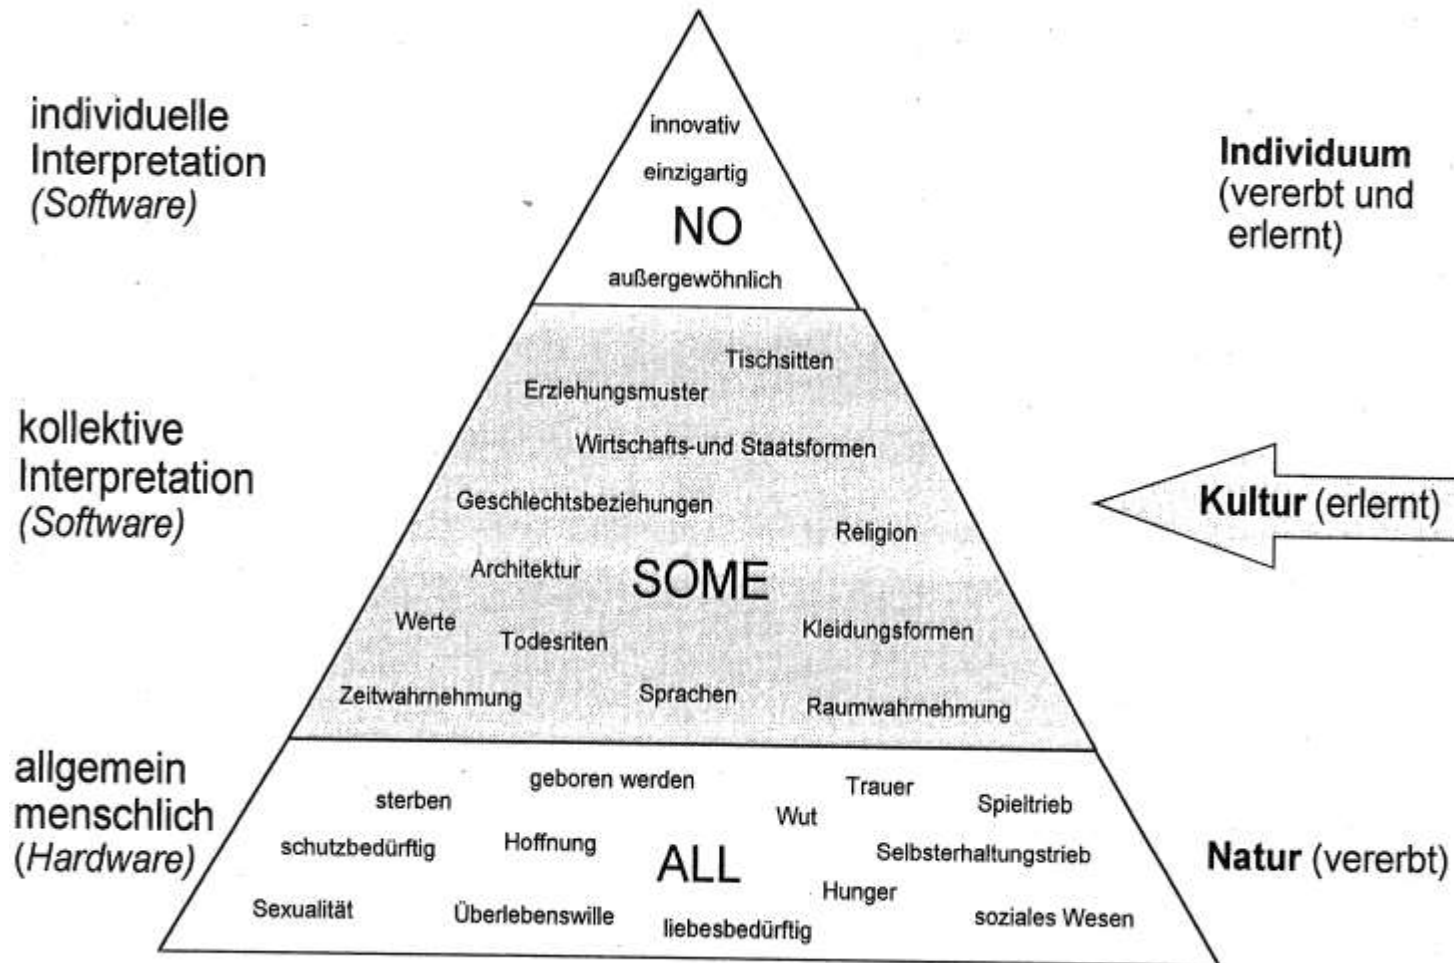 individuelle
Interpretation
(Software)
innovativ
einzigartig
NO
außergewöhnlich
Individuum
(vererbt und
erlernt)
kollektive
Interpretation
(Software)
Tischsitten
Erziehungsmuster
Wirtschafts-und Staatsformen
Geschlechtsbeziehungen
Religion
Architektur
SOME
Werte
Todesriten
Kleidungsformen
Zeitwahrnehmung
Sprachen
Raumwahrnehmung
Kultur (erlernt)
allgemein
menschlich
(Hardware)
geboren werden
Trauer
sterben
Wut
Spieltrieb
schutzbedürftig
Hoffnung
ALL
Selbsterhaltungstrieb
Hunger
Sexualität
Überlebenswille
liebesbedürftig
soziales Wesen
Natur (vererbt)